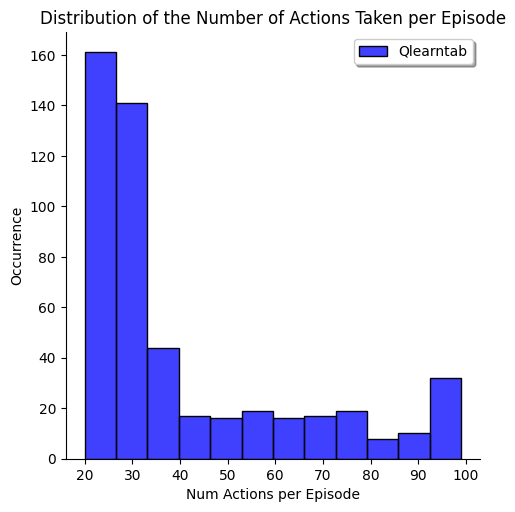 Distribution of the Number of Actions Taken per Episode
Qlearntab
160
140
120
100
80
60
40
20
0
Occurrence
20 30 40 50 60 70 80 90 100
Num Actions per Episode